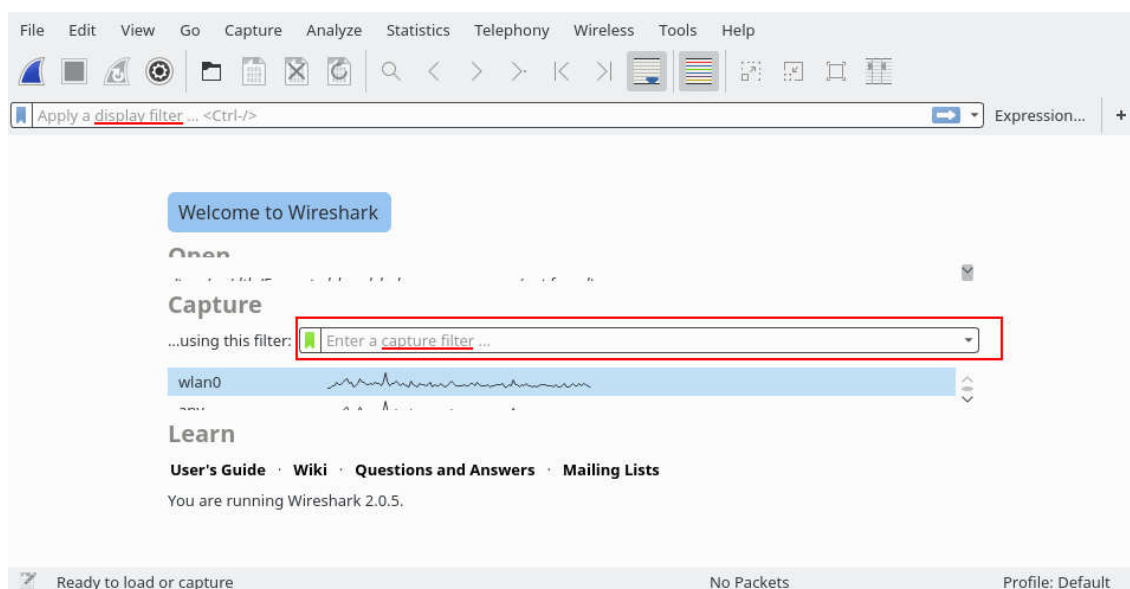 File Edit View Go Capture Analyze Statistics Telephony Wireless Tools Help
Apply a display filter ... <Ctrl-/> Expression... +
Welcome to Wireshark
Open
Capture
...using this filter: Enter a capture filter ...
wlan0
any
Learn
User's Guide · Wiki · Questions and Answers · Mailing Lists
You are running Wireshark 2.0.5.
Ready to load or capture No Packets Profile: Default